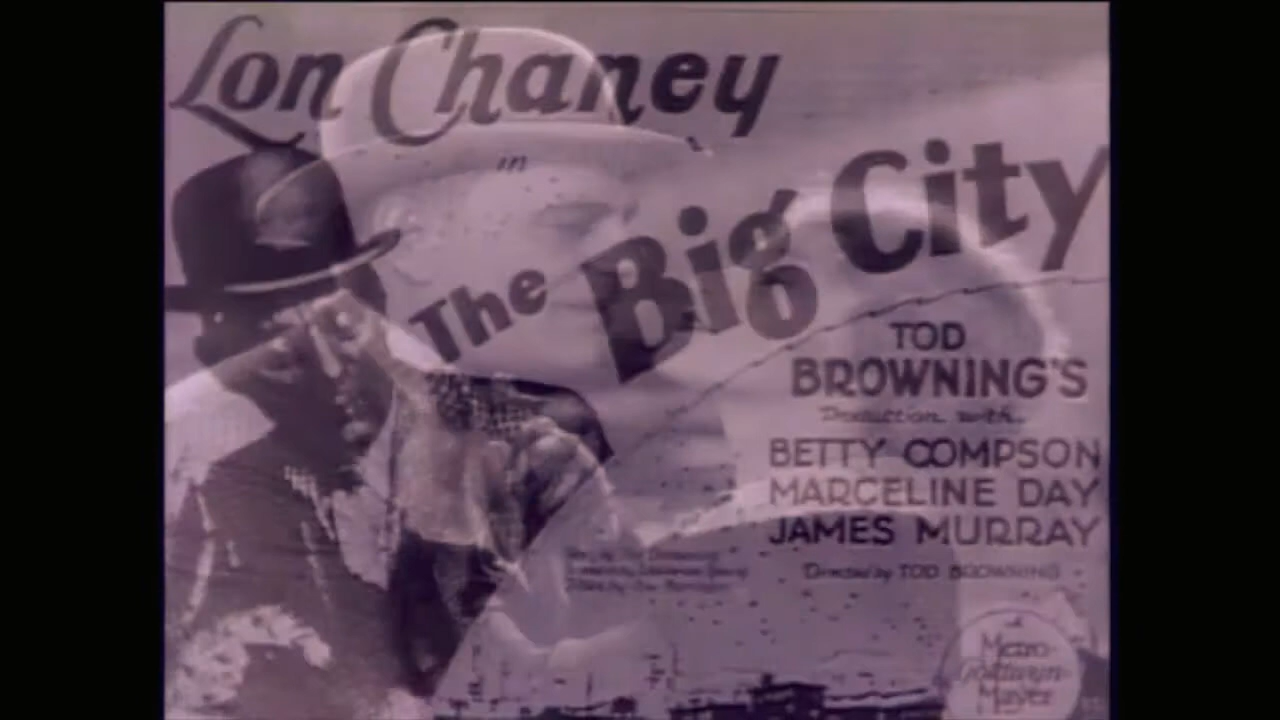 Lon Chaney
in
The Big City
TOD
BROWNING'S
Production with
BETTY COMPSON
MARCELINE DAY
JAMES MURRAY
Directed by TOD BROWNING
A
Metro-
Goldwyn-
Mayer